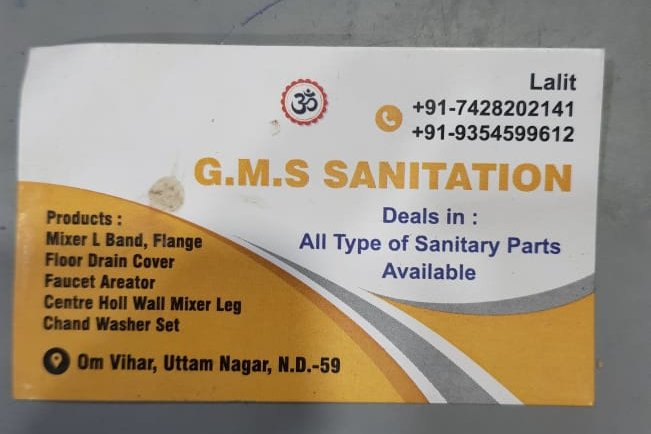 ॐ
Lalit
+91-7428202141
+91-9354599612
G.M.S SANITATION
Deals in :
All Type of Sanitary Parts
Available
Products :
Mixer L Band, Flange
Floor Drain Cover
Faucet Areator
Centre Holl Wall Mixer Leg
Chand Washer Set
Om Vihar, Uttam Nagar, N.D.-59